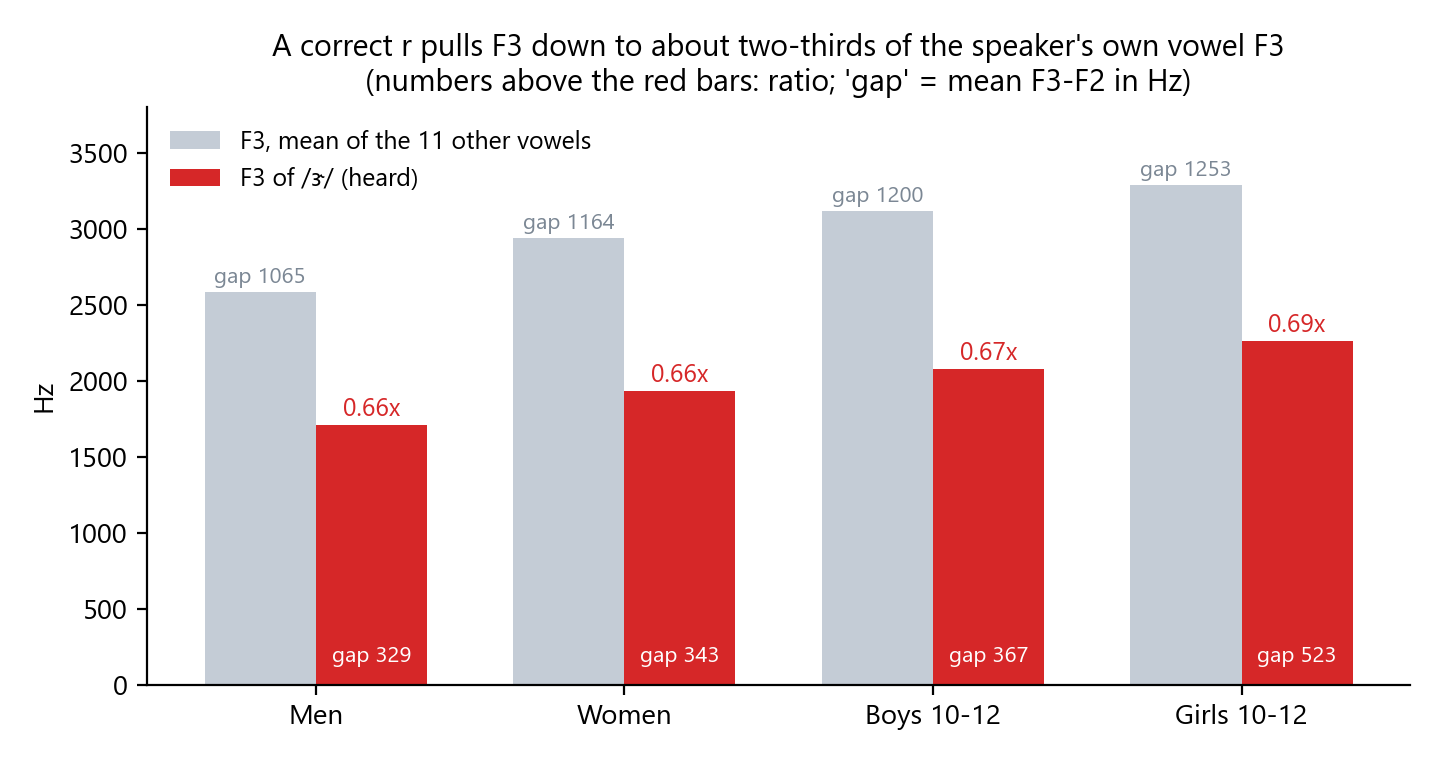 A correct r pulls F3 down to about two-thirds of the speaker's own vowel F3
(numbers above the red bars: ratio; 'gap' = mean F3-F2 in Hz)
F3, mean of the 11 other vowels
F3 of /ɝ/ (heard)
Hz
3500
3000
2500
2000
1500
1000
500
0
gap 1065
0.66x
gap 329
gap 1164
0.66x
gap 343
gap 1200
0.67x
gap 367
gap 1253
0.69x
gap 523
Men
Women
Boys 10-12
Girls 10-12